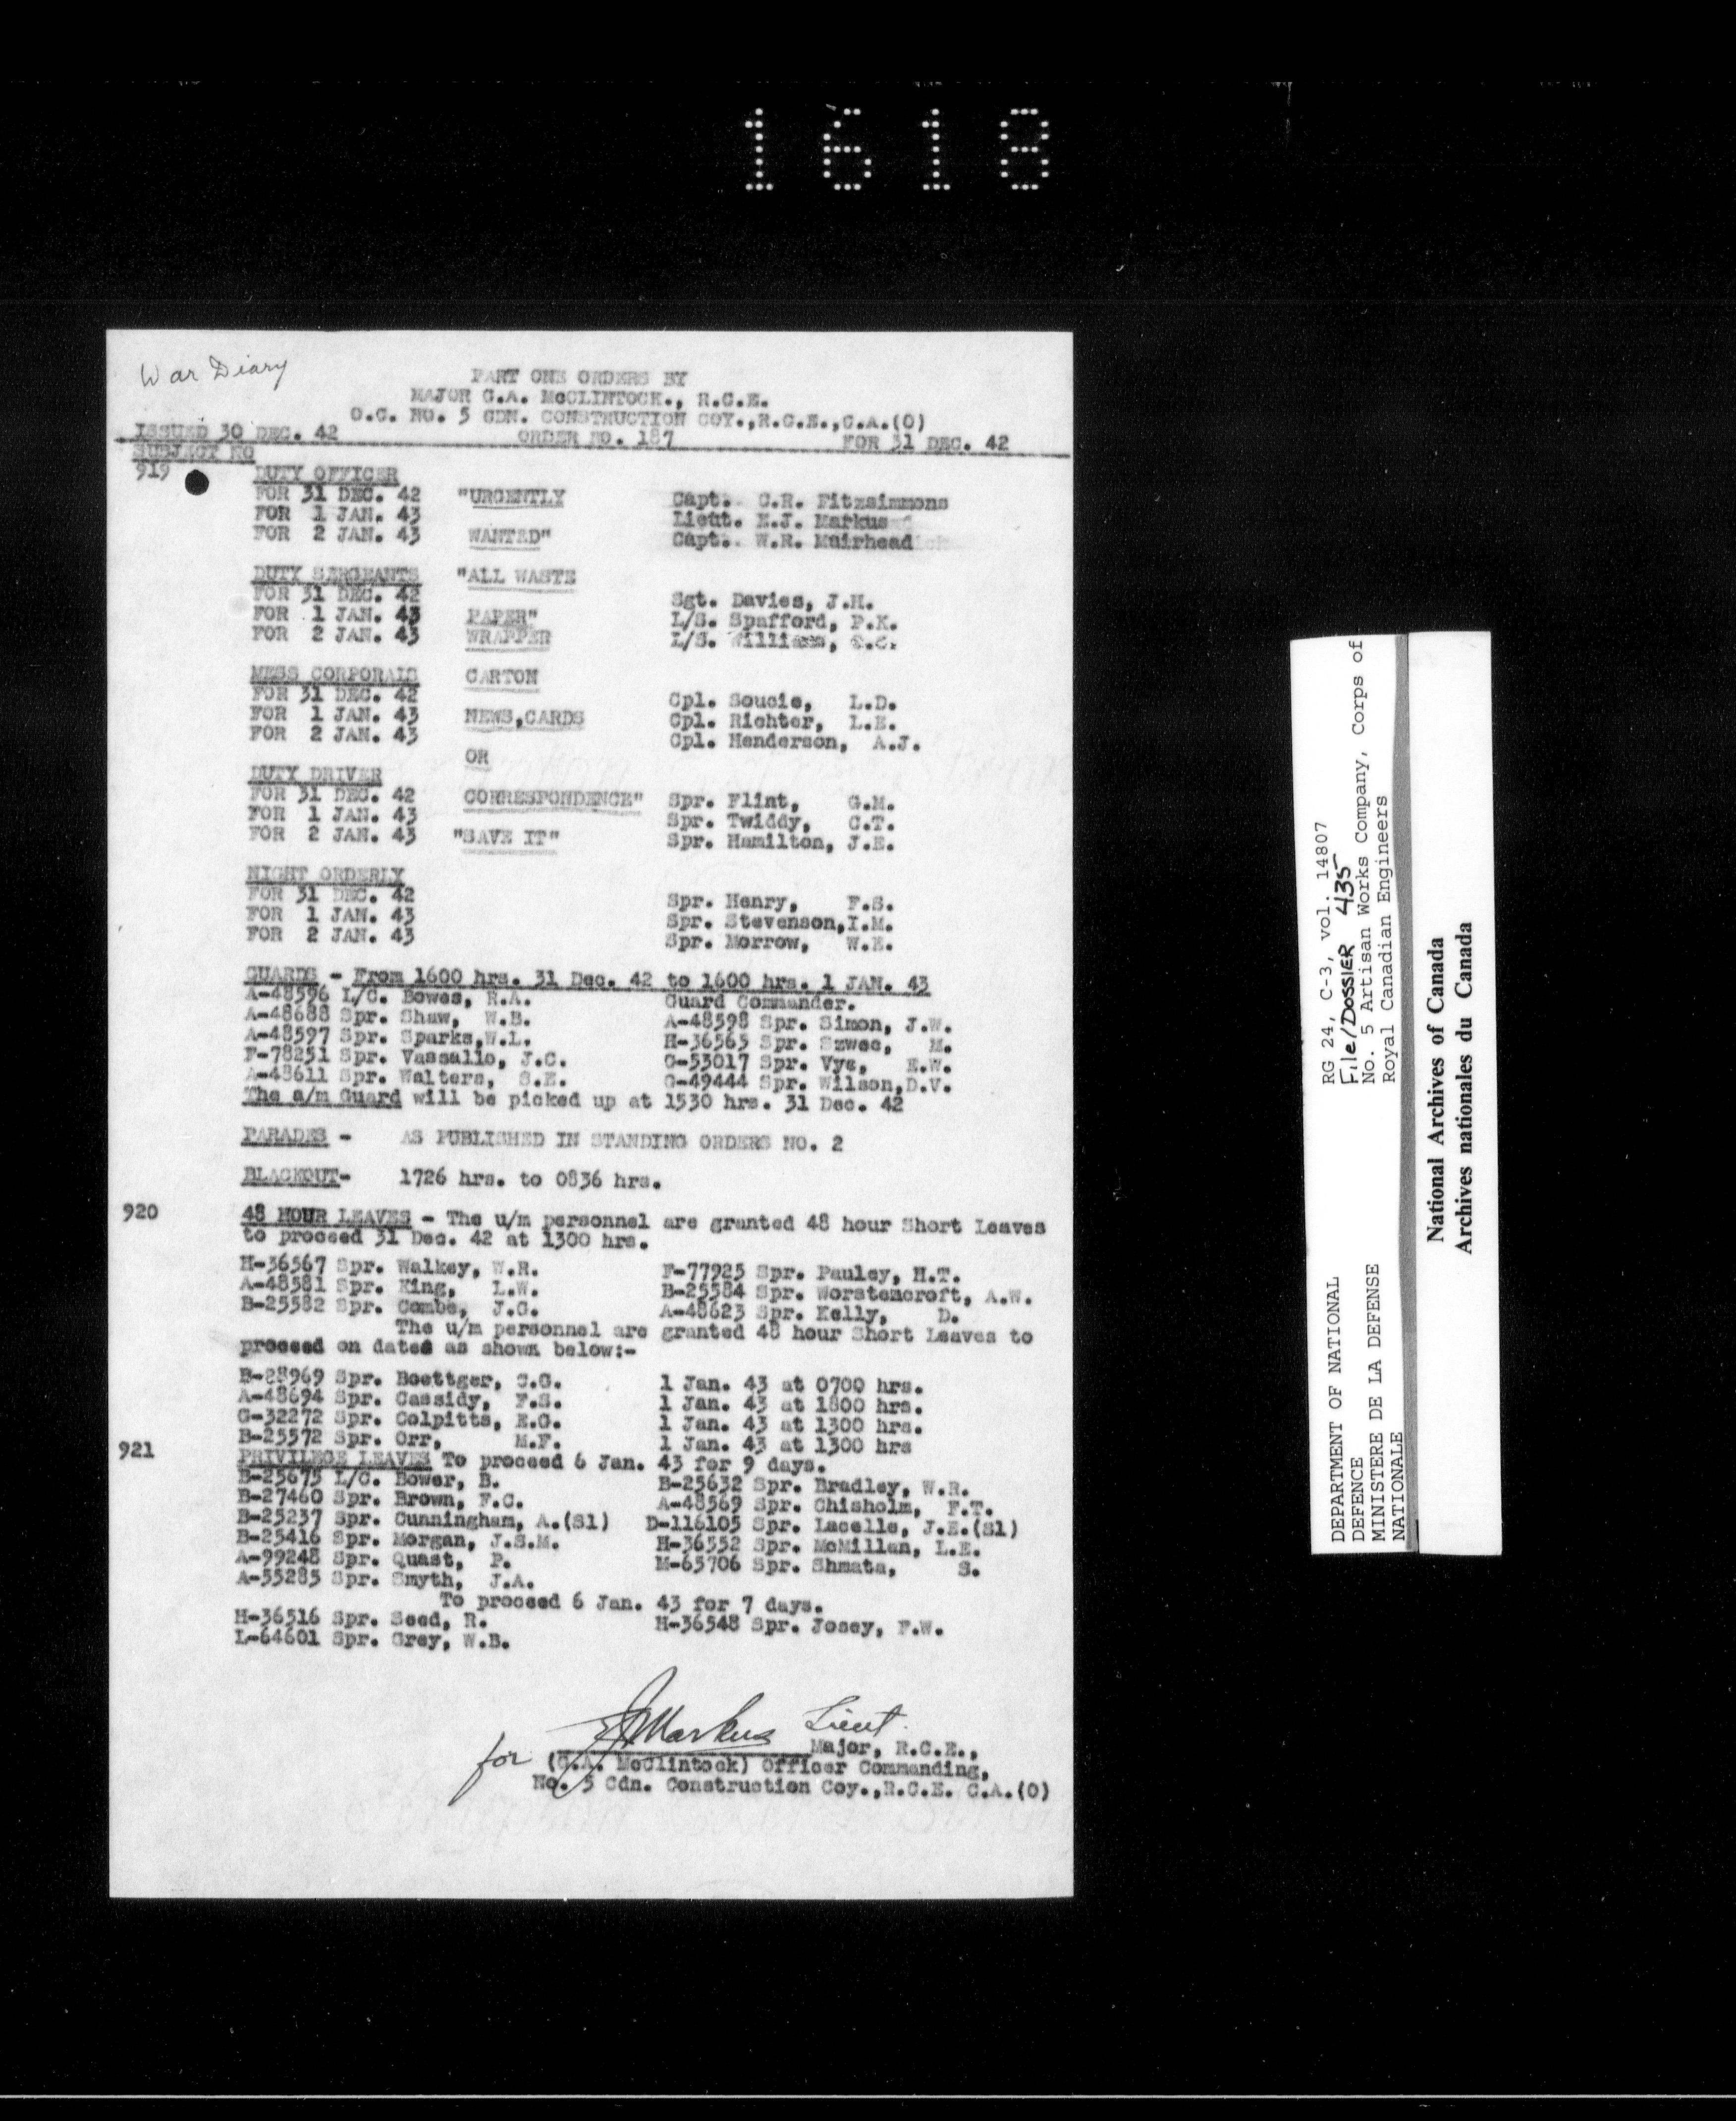 1618
War Diary
PART ONE ORDERS BY
MAJOR C.A. McCLINTOCK., R.C.E.
O.C. NO. 5 CDN. CONSTRUCTION COY.,R.C.E.,C.A.(O)
ISSUED 30 DEC. 42 ORDER NO. 187 FOR 31 DEC. 42
SUBJECT NO
919 DUTY OFFICER
FOR 31 DEC. 42 "URGENTLY Capt. C.R. Fitzsimmons
FOR 1 JAN. 43 Lieut. E.J. Markus
FOR 2 JAN. 43 WANTED" Capt. W.R. Mairhead
DUTY SERGEANTS "ALL WASTE
FOR 31 DEC. 42 Sgt. Davies, J.H.
FOR 1 JAN. 43 PAPER" L/S. Spafford, P.K.
FOR 2 JAN. 43 WRAPPER L/S. Williams,
MESS CORPORALS CARTON
FOR 31 DEC. 42 Cpl. Soucie, L.D.
FOR 1 JAN. 43 NEWS,CARDS Cpl. Richter, L.E.
FOR 2 JAN. 43 Cpl. Henderson, A.J.
OR
DUTY DRIVER
FOR 31 DEC. 42 CORRESPONDENCE" Spr. Flint, G.M.
FOR 1 JAN. 43 Spr. Twiddy, C.T.
FOR 2 JAN. 43 "SAVE IT" Spr. Hamilton, J.E.
NIGHT ORDERLY
FOR 31 DEC. 42 Spr. Henry, F.S.
FOR 1 JAN. 43 Spr. Stevenson,I.M.
FOR 2 JAN. 43 Spr. Morrow, W.E.
GUARDS - From 1600 hrs. 31 Dec. 42 to 1600 hrs. 1 JAN. 43
A-48596 L/C. Bowes, R.A. Guard Commander.
A-48688 Spr. Shaw, W.B. A-48598 Spr. Simon, J.W.
A-48597 Spr. Sparks,W.L. H-36565 Spr. Szwec, M.
F-78251 Spr. Vassallo, J.C. G-53017 Spr. Vye, E.W.
A-48611 Spr. Walters, S.E. G-49444 Spr. Wilson,D.V.
The a/m Guard will be picked up at 1530 hrs. 31 Dec. 42
PARADES - AS PUBLISHED IN STANDING ORDERS NO. 2
BLACKOUT- 1726 hrs. to 0836 hrs.
920 48 HOUR LEAVES - The u/m personnel are granted 48 hour Short Leaves
to proceed 31 Dec. 42 at 1300 hrs.
H-36567 Spr. Walkey, W.R. F-77925 Spr. Pauley, H.T.
A-48581 Spr. King, L.W. B-25584 Spr. Worstencroft, A.W.
B-25582 Spr. Combe, J.G. A-48623 Spr. Kelly, D.
The u/m personnel are granted 48 hour Short Leaves to
proceed on dates as shown below:-
B-28969 Spr. Boettger, C.G. 1 Jan. 43 at 0700 hrs.
A-48694 Spr. Cassidy, F.S. 1 Jan. 43 at 1800 hrs.
G-32272 Spr. Colpitts, E.G. 1 Jan. 43 at 1300 hrs.
B-25572 Spr. Orr, M.F. 1 Jan. 43 at 1300 hrs
921 PRIVILEGE LEAVES To proceed 6 Jan. 43 for 9 days.
B-25675 L/C. Bower, B. B-25632 Spr. Bradley, W.R.
B-27460 Spr. Brown, F.C. A-48569 Spr. Chisholm, F.T.
B-25237 Spr. Cunningham, A.(Sl) D-116105 Spr. Lacelle, J.E.(Sl)
B-25416 Spr. Morgan, J.S.M. H-36552 Spr. McMillan, L.E.
A-99248 Spr. Quast, P. M-65706 Spr. Shmata, S.
A-55285 Spr. Smyth, J.A.
To proceed 6 Jan. 43 for 7 days.
H-36516 Spr. Seed, R. H-36548 Spr. Josey, F.W.
L-64601 Spr. Grey, W.B.
for EJ Markus Lieut.
Major, R.C.E.,
(C.A. McClintock) Officer Commanding,
No. 5 Cdn. Construction Coy.,R.C.E. C.A.(O)
DEPARTMENT OF NATIONAL RG 24, C-3, vol. 14807
DEFENCE File/DOSSIER 435
MINISTERE DE LA DEFENSE No. 5 Artisan Works Company, Corps of
NATIONALE Royal Canadian Engineers
National Archives of Canada
Archives nationales du Canada